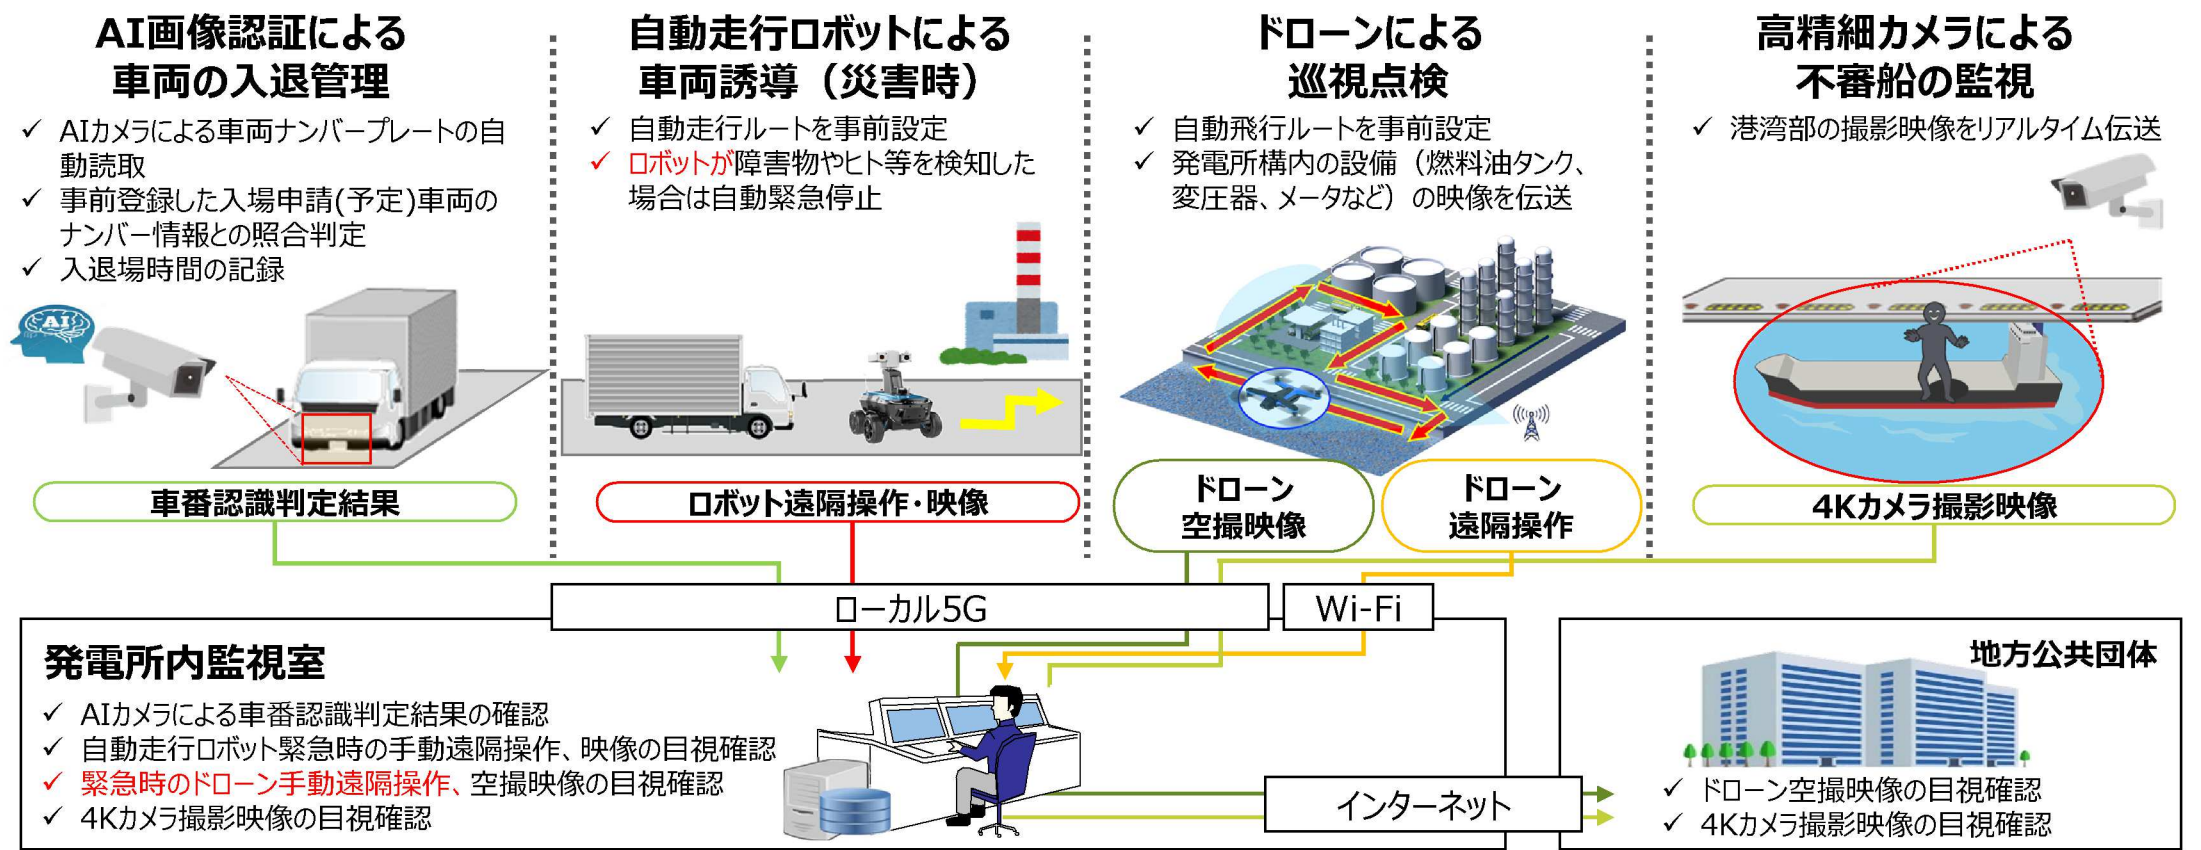 AI画像認証による
車両の入退管理
✓ AIカメラによる車両ナンバープレートの自
動読取
✓ 事前登録した入場申請(予定)車両の
ナンバー情報との照合判定
✓ 入退場時間の記録
AI
車番認識判定結果
自動走行ロボットによる
車両誘導（災害時）
✓ 自動走行ルートを事前設定
✓ ロボットが障害物やヒト等を検知した
場合は自動緊急停止
ロボット遠隔操作・映像
ドローンによる
巡視点検
✓ 自動飛行ルートを事前設定
✓ 発電所構内の設備（燃料油タンク、
変圧器、メータなど）の映像を伝送
ドローン
空撮映像
ドローン
遠隔操作
高精細カメラによる
不審船の監視
✓ 港湾部の撮影映像をリアルタイム伝送
4Kカメラ撮影映像
ローカル5G
Wi-Fi
発電所内監視室
✓ AIカメラによる車番認識判定結果の確認
✓ 自動走行ロボット緊急時の手動遠隔操作、映像の目視確認
✓ 緊急時のドローン手動遠隔操作、空撮映像の目視確認
✓ 4Kカメラ撮影映像の目視確認
インターネット
地方公共団体
✓ ドローン空撮映像の目視確認
✓ 4Kカメラ撮影映像の目視確認